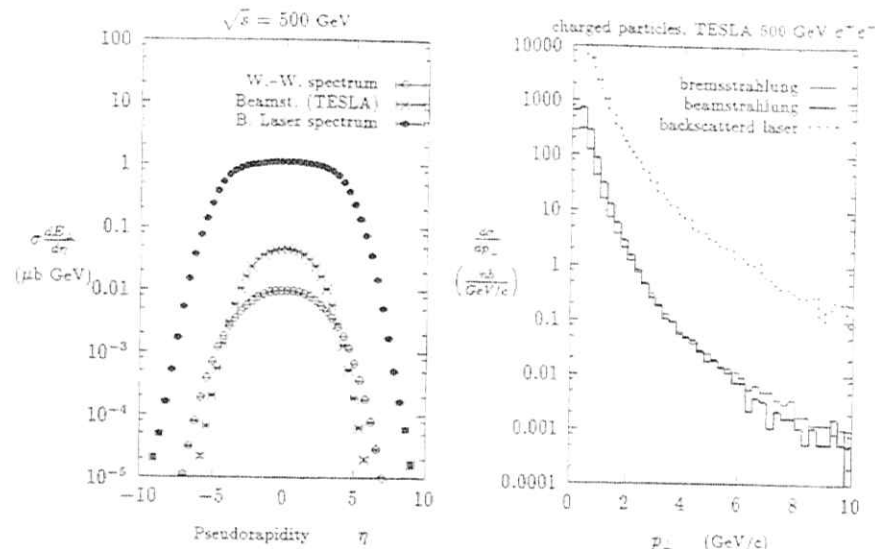 √s = 500 GeV
100
10
1
0.1
0.01
10⁻³
10⁻⁴
10⁻⁵
σ dE⊥/dη
(μb GeV)
W.-W. spectrum
Beamst. (TESLA)
B. Laser spectrum
−10 −5 0 5 10
Pseudorapidity η
charged particles, TESLA 500 GeV e⁺e⁻
10000
1000
100
10
1
0.1
0.01
0.001
0.0001
dσ/dp⊥
(nb/GeV/c)
bremsstrahlung
beamstrahlung
backscatterd laser
0 2 4 6 8 10
p⊥ (GeV/c)